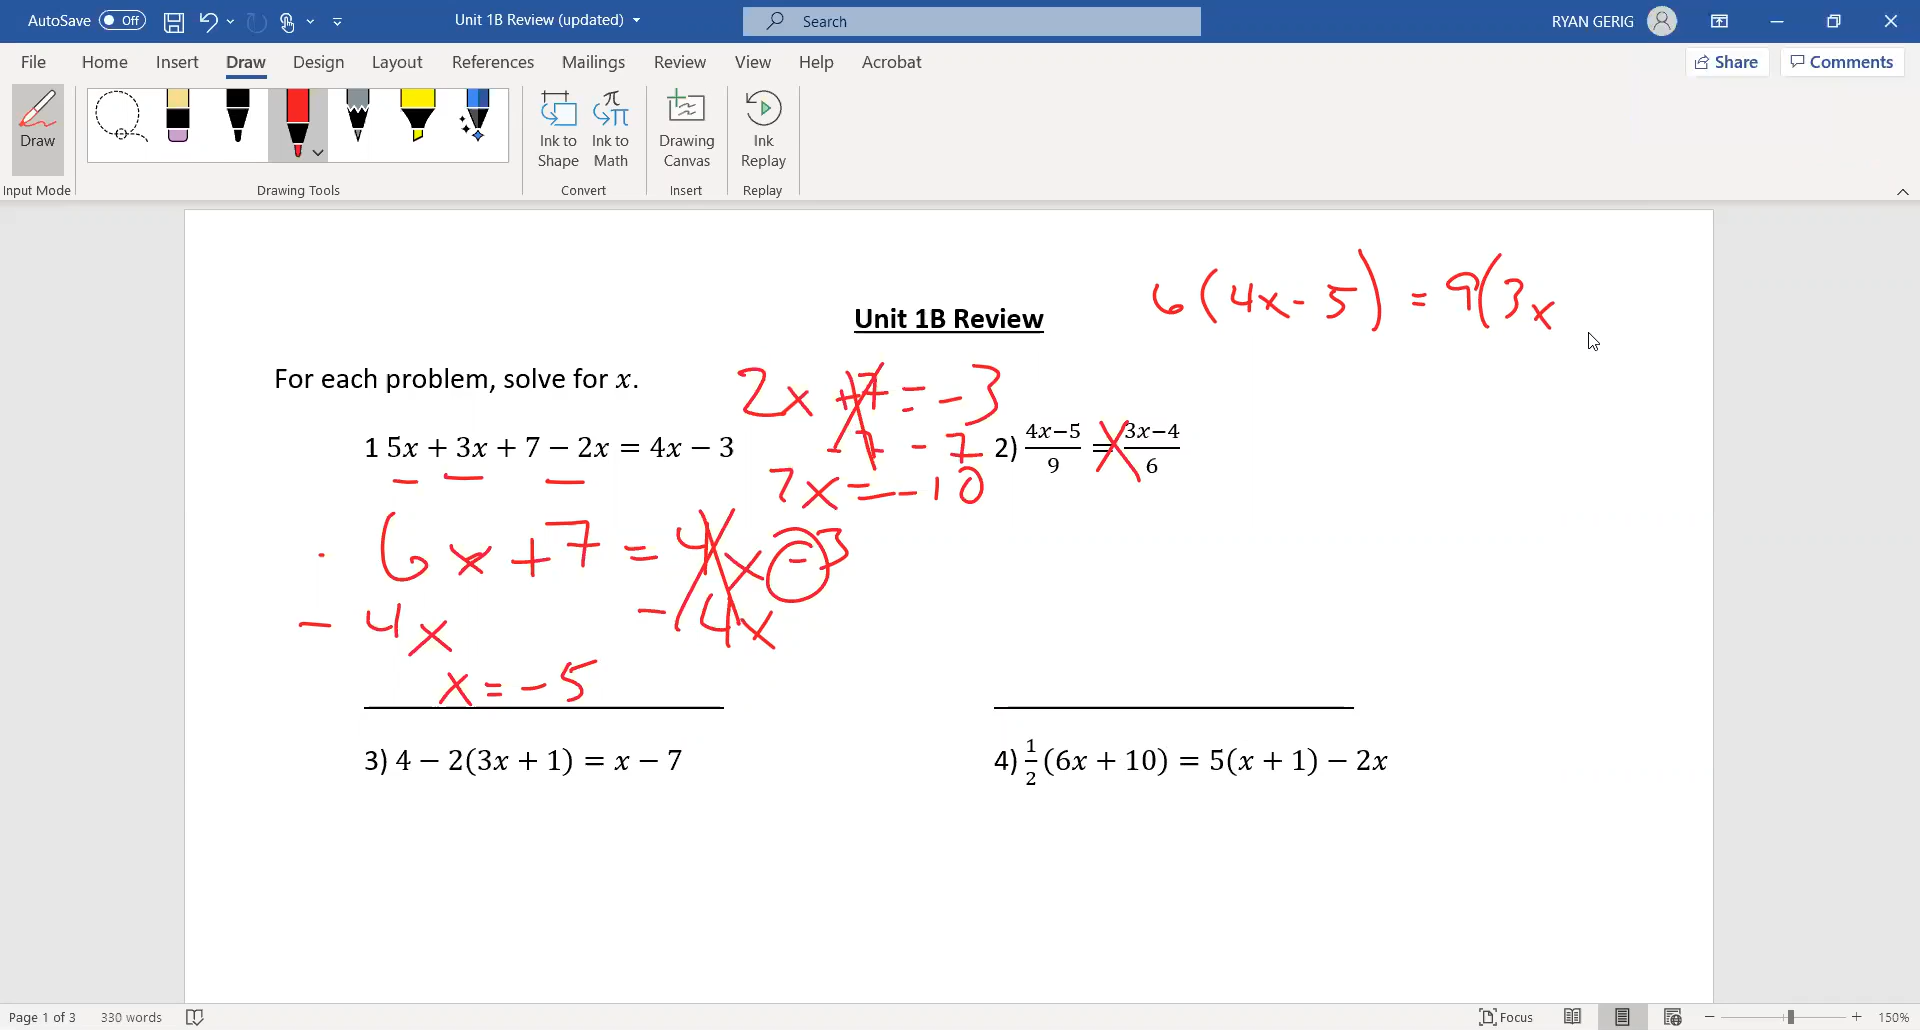 AutoSave Off
Unit 1B Review (updated)
Search
RYAN GERIG
File Home Insert Draw Design Layout References Mailings Review View Help Acrobat
Share
Comments
Draw
Input Mode
Drawing Tools
Ink to Shape
Ink to Math
Convert
Drawing Canvas
Insert
Ink Replay
Replay
6(4x-5) = 9(3x
Unit 1B Review
For each problem, solve for x.
2x +7 = -3
-7 -7
2x = -10
1 5x + 3x + 7 − 2x = 4x − 3
2) 4x−5/9 = 3x−4/6
6x + 7 = 4x - 3
- 4x - 4x
x = -5
3) 4 − 2(3x + 1) = x − 7
4) 1/2 (6x + 10) = 5(x + 1) − 2x
Page 1 of 3 330 words
Focus
150%